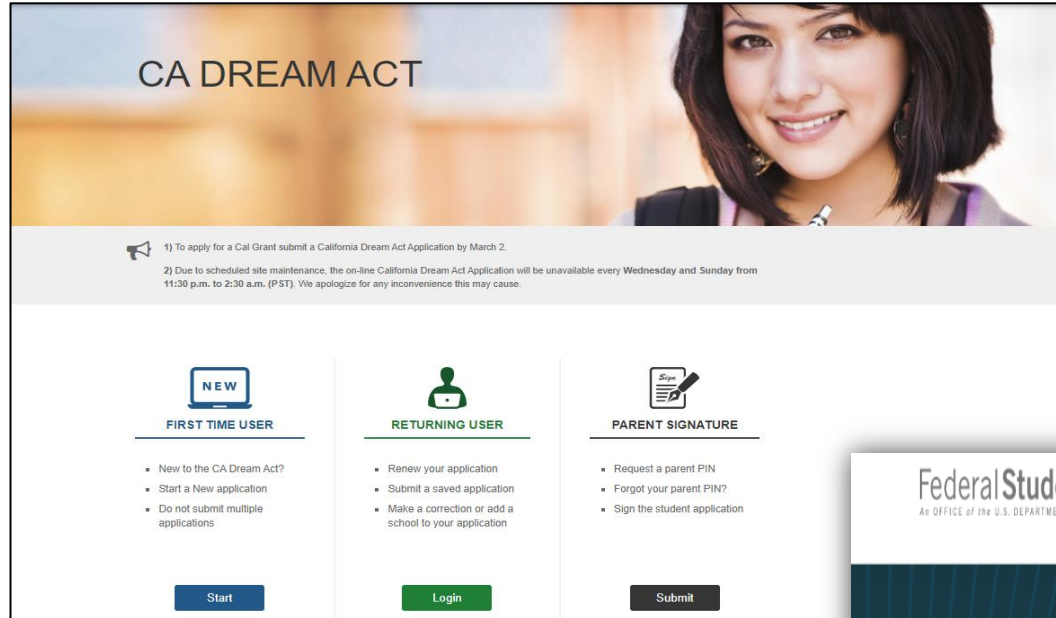 CA DREAM ACT
1) To apply for a Cal Grant submit a California Dream Act Application by March 2.
2) Due to scheduled site maintenance, the on-line California Dream Act Application will be unavailable every Wednesday and Sunday from
11:30 p.m. to 2:30 a.m. (PST). We apologize for any inconvenience this may cause.
NEW
FIRST TIME USER
New to the CA Dream Act?
Start a New application
Do not submit multiple
applications
Start
RETURNING USER
Renew your application
Submit a saved application
Make a correction or add a
school to your application
Login
Sign
PARENT SIGNATURE
Request a parent PIN
Forgot your parent PIN?
Sign the student application
Submit
Federal
An OFFICE of the U.S.